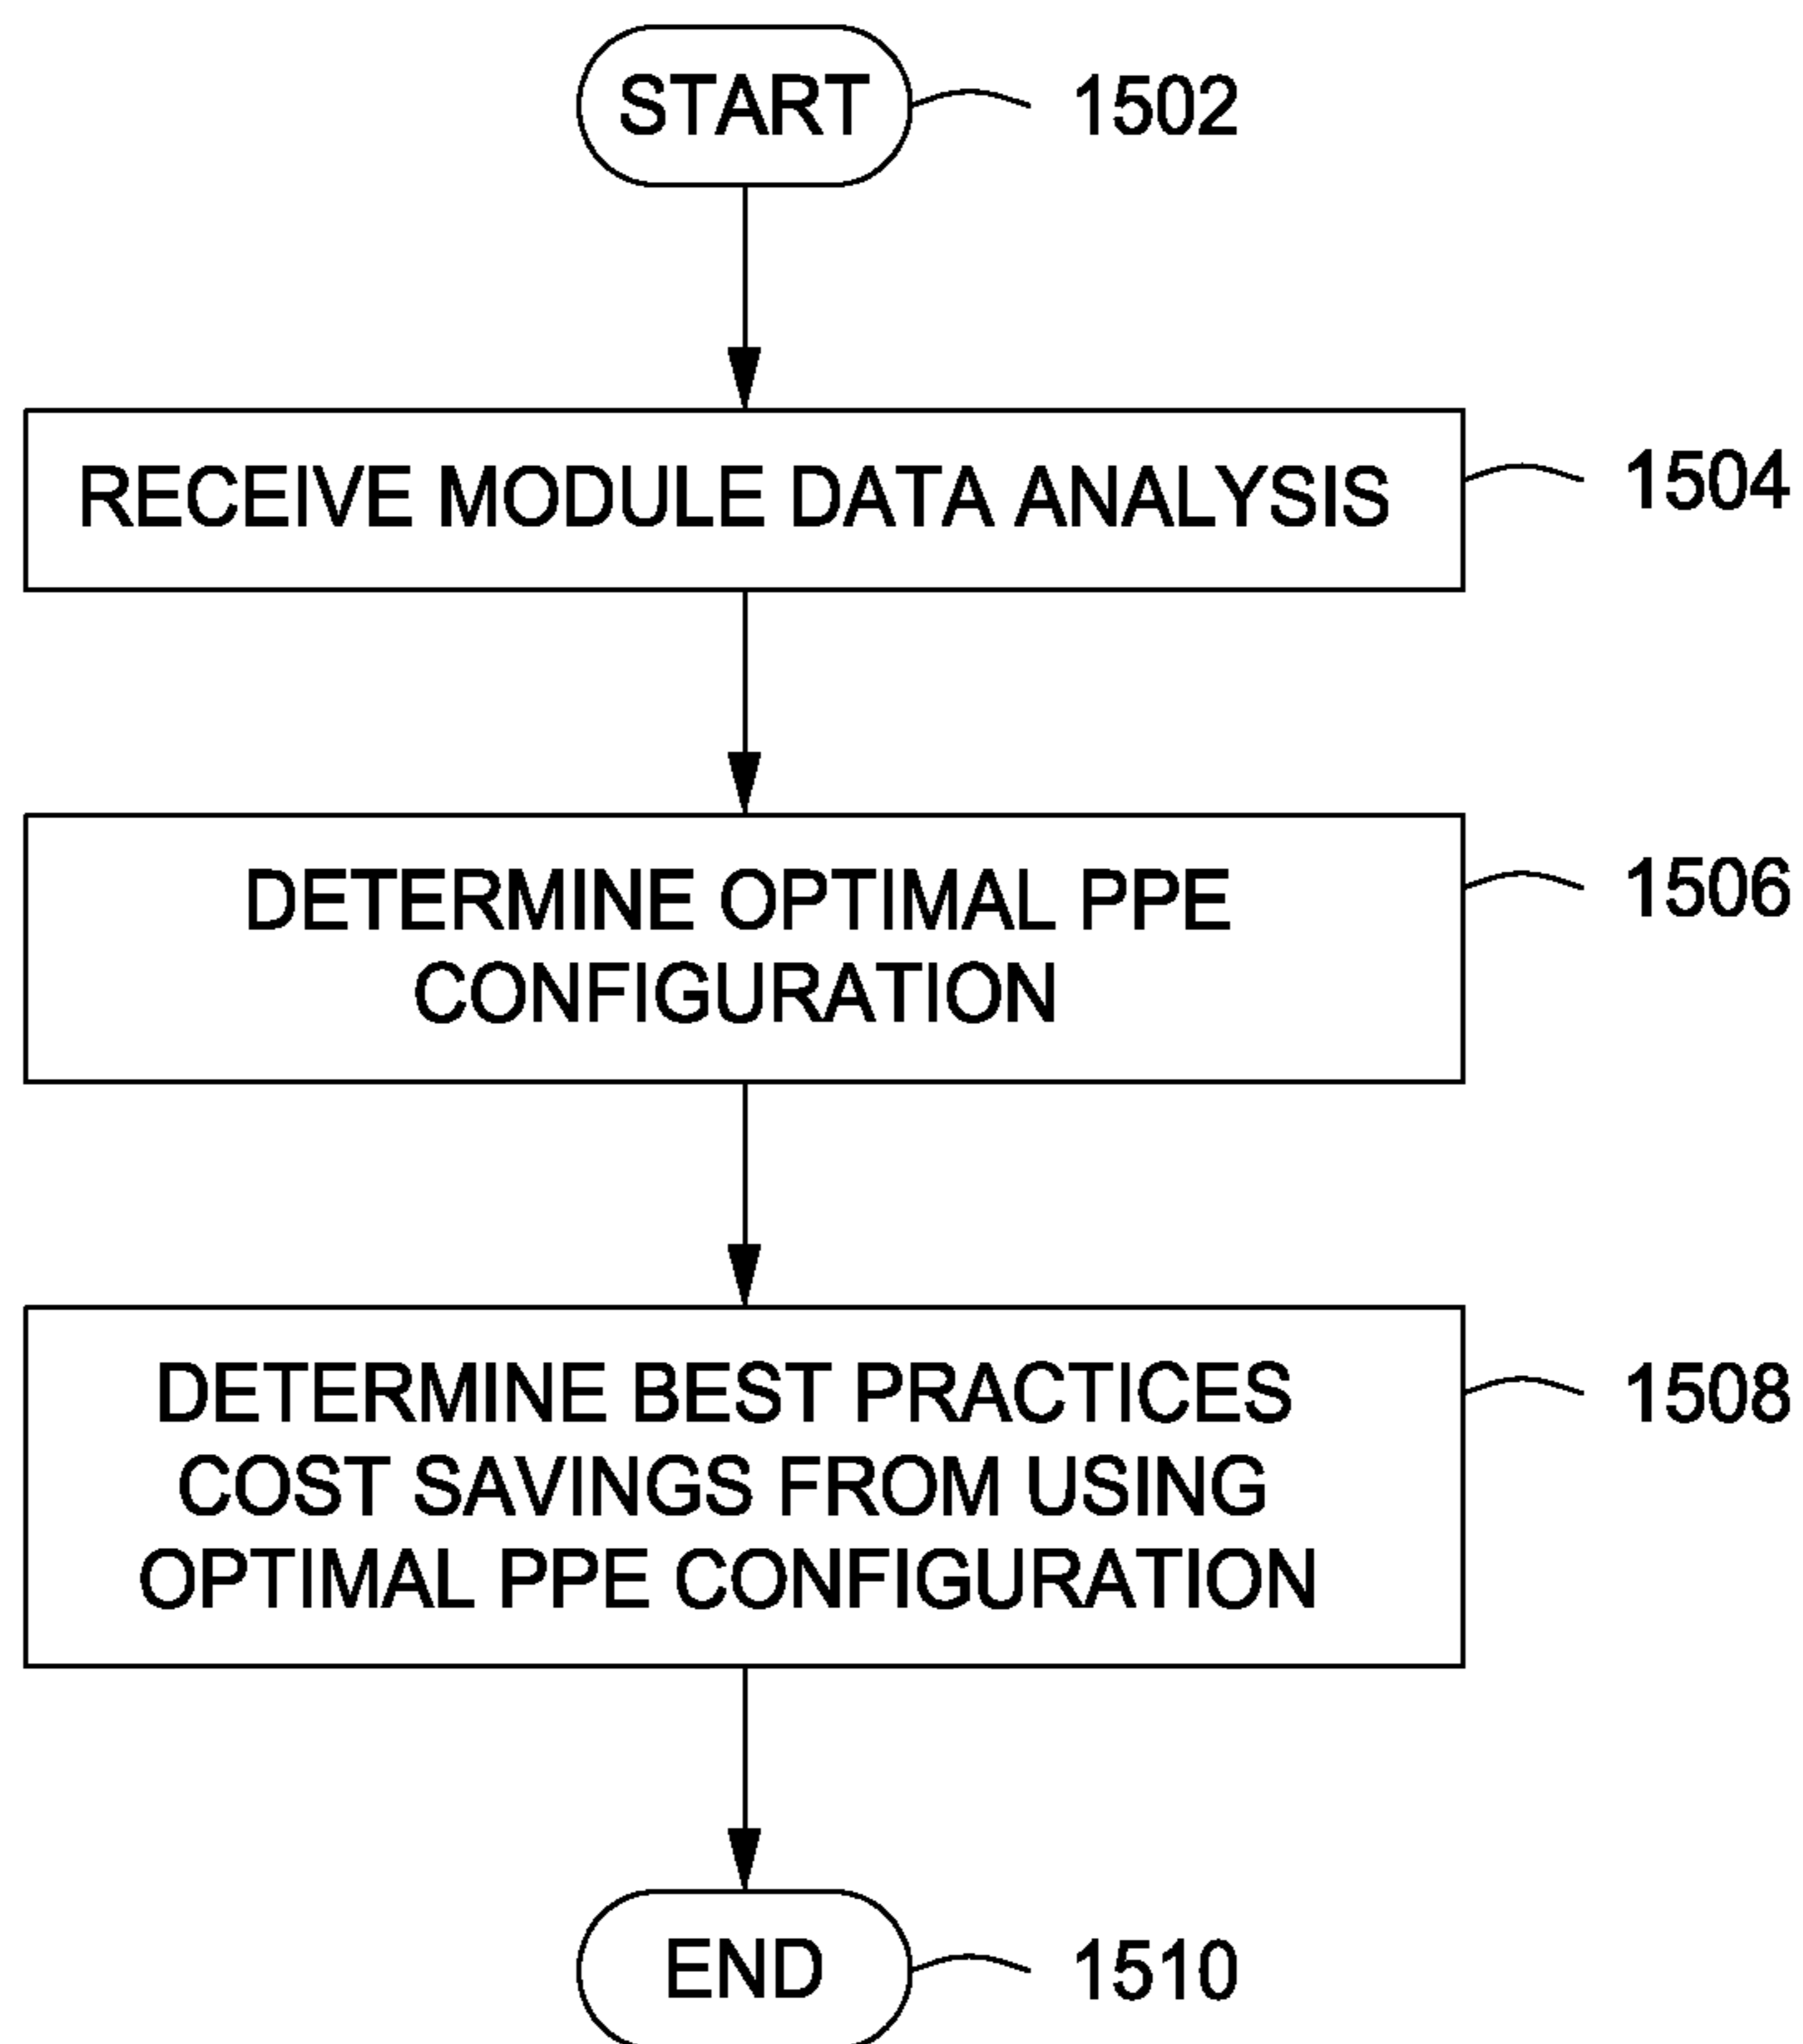 START
1502
RECEIVE MODULE DATA ANALYSIS
1504
DETERMINE OPTIMAL PPE
CONFIGURATION
1506
DETERMINE BEST PRACTICES
COST SAVINGS FROM USING
OPTIMAL PPE CONFIGURATION
1508
END
1510